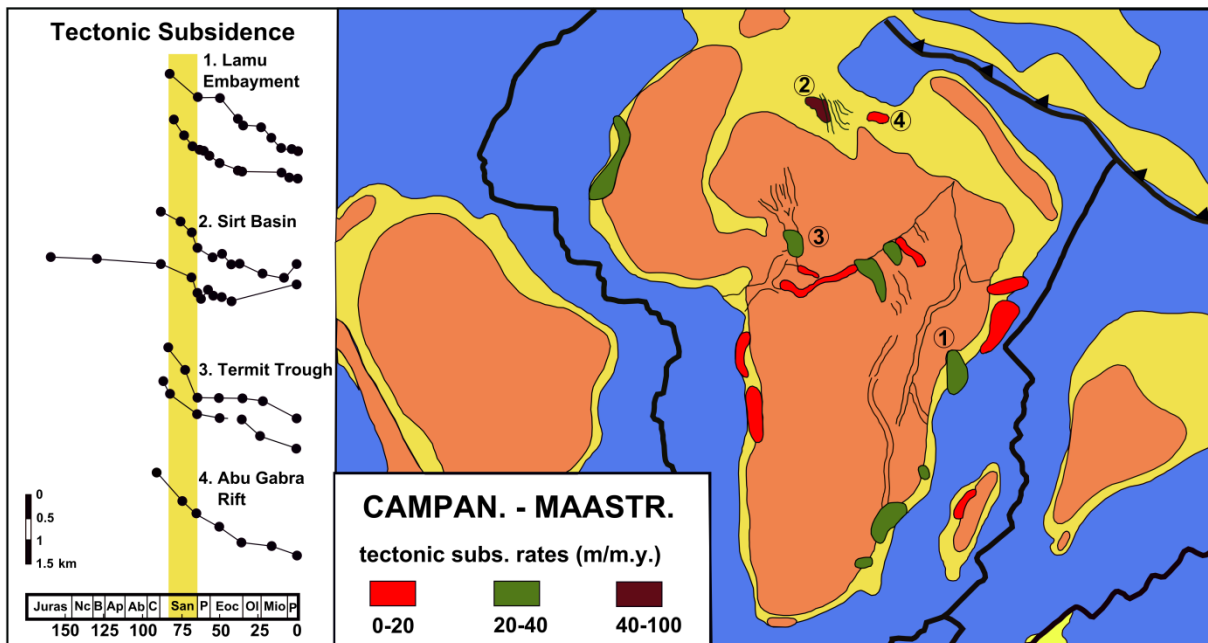 Tectonic Subsidence
1. Lamu
Embayment
2. Sirt Basin
3. Termit Trough
4. Abu Gabra
Rift
0
0.5
1
1.5 km
Juras Nc B Ap Ab C San P Eoc Ol Mio P
150 125 100 75 50 25 0
2
4
3
1
CAMPAN. - MAASTR.
tectonic subs. rates (m/m.y.)
0-20 20-40 40-100